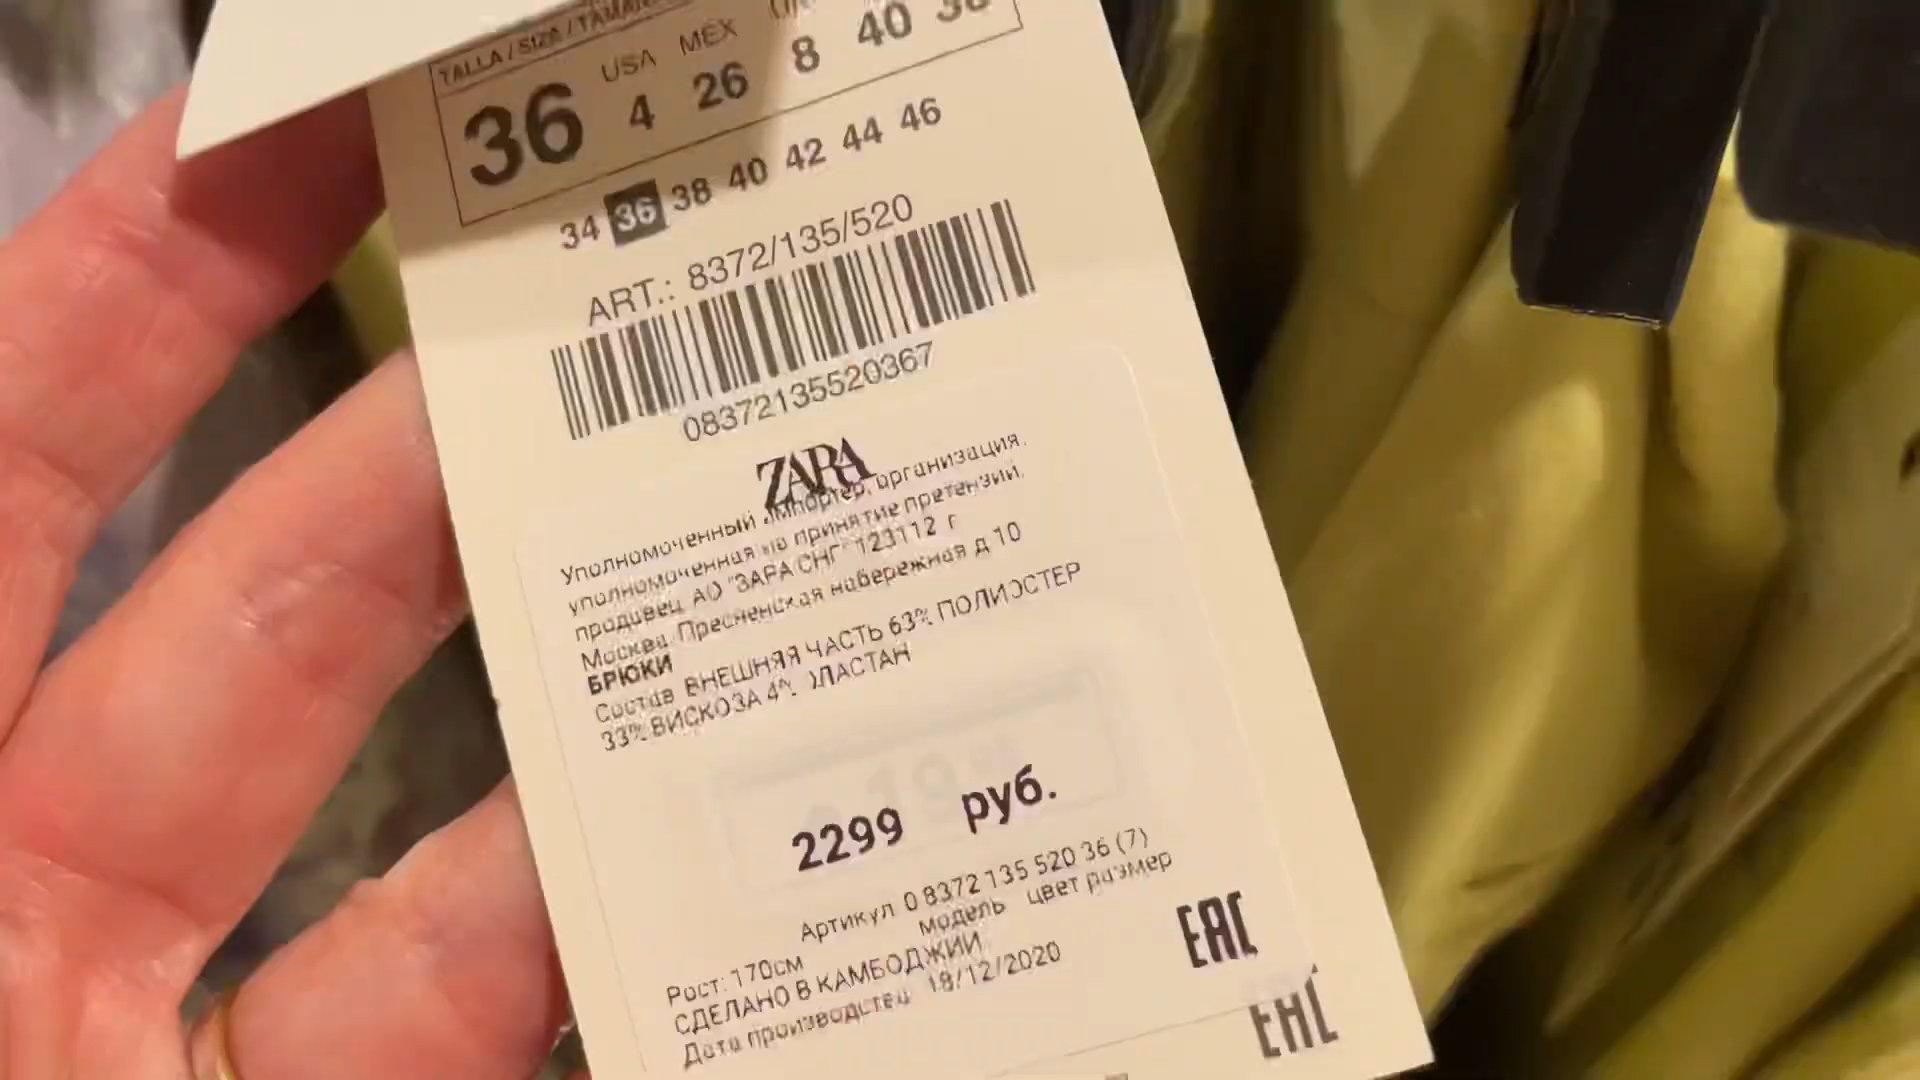 TALLA / SIZA / TAMAN
USA MEX
36 4 26 8 40 38
34 36 38 40 42 44 46
ART.: 8372/135/520
08372135520367
ZARA
Уполномоченный импортер, организация,
уполномоченная на принятие претензий,
продавец АО "ЗАРА СНГ" 123112 г
Москва, Пресненская набережная д 10
БРЮКИ
Состав ВНЕШНЯЯ ЧАСТЬ 63% ПОЛИЭСТЕР
33% ВИСКОЗА 4% ЭЛАСТАН
2299 руб.
Артикул 0 8372 135 520 36 (7)
модель цвет размер
Рост: 170см
СДЕЛАНО В КАМБОДЖИИ
Дата производства 18/12/2020
EAC
EAC